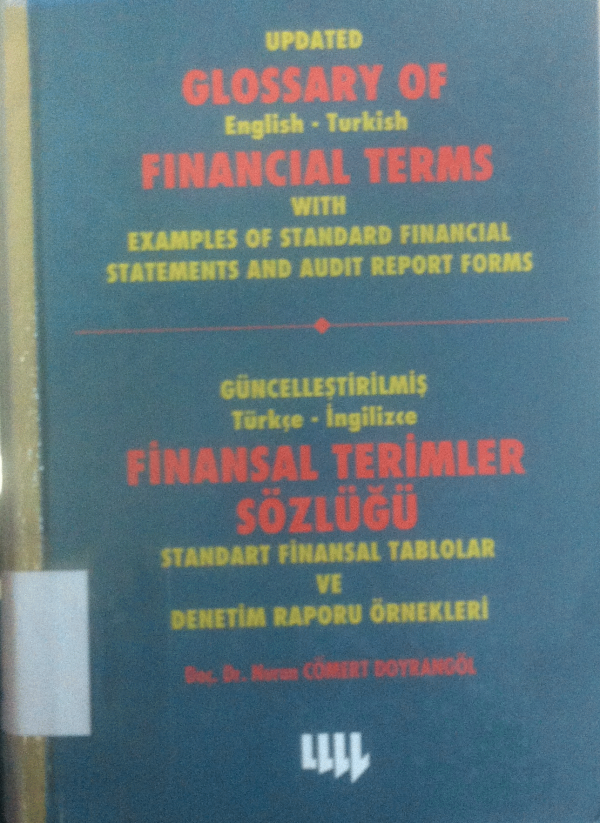 UPDATED
GLOSSARY OF
English - Turkish
FINANCIAL TERMS
WITH
EXAMPLES OF STANDARD FINANCIAL
STATEMENTS AND AUDIT REPORT FORMS
GÜNCELLEŞTİRİLMİŞ
Türkçe - İngilizce
FİNANSAL TERİMLER
SÖZLÜĞÜ
STANDART FİNANSAL TABLOLAR
VE
DENETİM RAPORU ÖRNEKLERİ
Doç. Dr. Nuran CÖMERT DOYRANGÖL